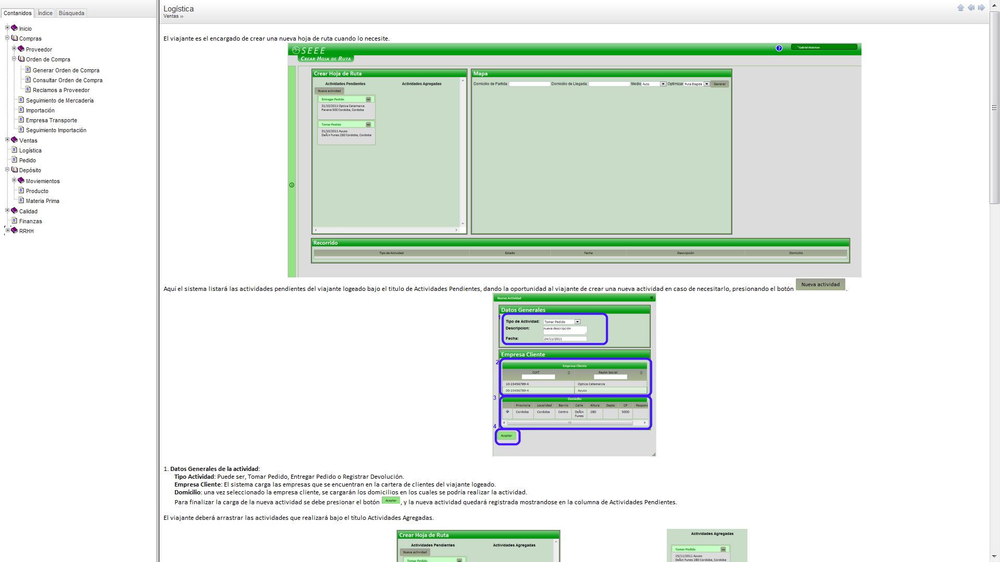 Contanidos Índice Búsqueda
Inicio
Compras
Proveedor
Orden de Compra
Generar Orden de Compra
Consultar Orden de Compra
Reclamos a Proveedor
Seguimiento de Mercadería
Importación
Empresa Transporte
Seguimiento Importación
Ventas
Logística
Pedido
Depósito
Moviemientos
Producto
Materia Prima
Calidad
Finanzas
RRHH
Logística
Ventas ››
El viajante es el encargado de crear una nueva hoja de ruta cuando lo necesite.
SEEE
? ~Gabriel Waisman
Crear Hoja de Ruta
Crear Hoja de Ruta
Actividades Pendientes Actividades Agregadas
Nueva actividad
Entregar Pedido
31/10/2011 Optica Catamarca
Parana 500 Cordoba, Cordoba
Tomar Pedido
31/10/2011 Ayuso
DeÃ¡n Funes 280 Cordoba, Cordoba
Mapa
Domicilio de Partida: Domicilio de Llegada: Medio Auto Optimizar Ruta Elegida Generar
Recorrido
Tipo de Actividad Estado Fecha Descripción Domicilio
Aquí el sistema listará las actividades pendientes del viajante logeado bajo el titulo de Actividades Pendientes, dando la oportunidad al viajante de crear una nueva actividad en caso de necesitarlo, presionando el botón Nueva actividad .
Nueva Actividad
Datos Generales
1
Tipo de Actividad: Tomar Pedido
Descripcion: nueva descripción
Fecha: 24/11/2011
Empresa Cliente
2
Empresa Cliente
CUIT Razón Social
10-23456789-4 Optica Catamarca
30-23456789-4 Ayuso
3
Domicilio
Provincia Localidad Barrio Calle Altura Depto CP Respon
Cordoba Cordoba Centro DeÃ¡n Funes 280 5000
4
Aceptar
1. Datos Generales de la actividad:
Tipo Actividad: Puede ser, Tomar Pedido, Entregar Pedido o Registrar Devolución.
Empresa Cliente: El sistema carga las empresas que se encuentran en la cartera de clientes del viajante logeado.
Domicilio: una vez seleccionado la empresa cliente, se cargarán los domicilios en los cuales se podría realizar la actividad.
Para finalizar la carga de la nueva actividad se debe presionar el botón Aceptar , y la nueva actividad quedará registrada mostrandose en la columna de Actividades Pendientes.
El viajante deberá arrastrar las actividades que realizará bajo el título Actividades Agregadas.
Crear Hoja de Ruta
Actividades Pendientes Actividades Agregadas
Nueva actividad
Tomar Pedido
Actividades Agregadas
Tomar Pedido
15/11/2011 Ayuso
DeÃ¡n Funes 280 Cordoba, Cordoba